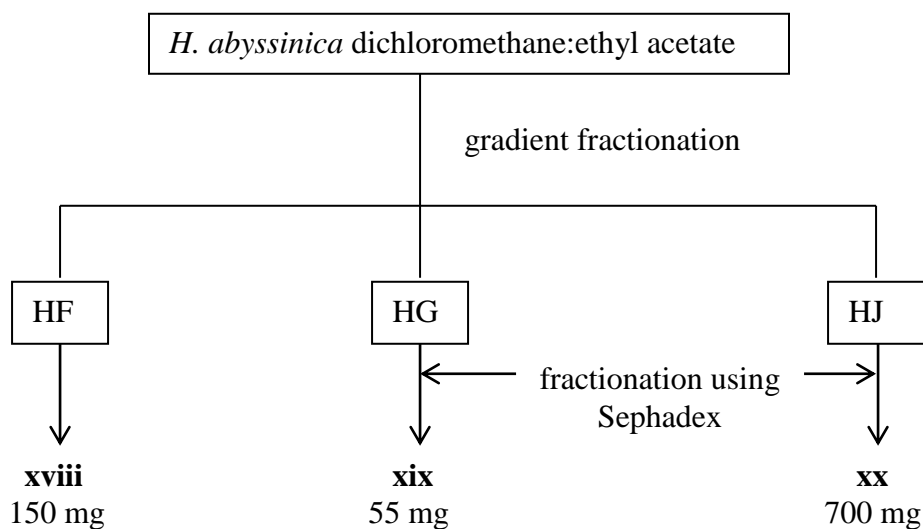 H. abyssinica dichloromethane:ethyl acetate
gradient fractionation
HF
HG
HJ
fractionation using
Sephadex
xviii
xix
xx
150 mg
55 mg
700 mg